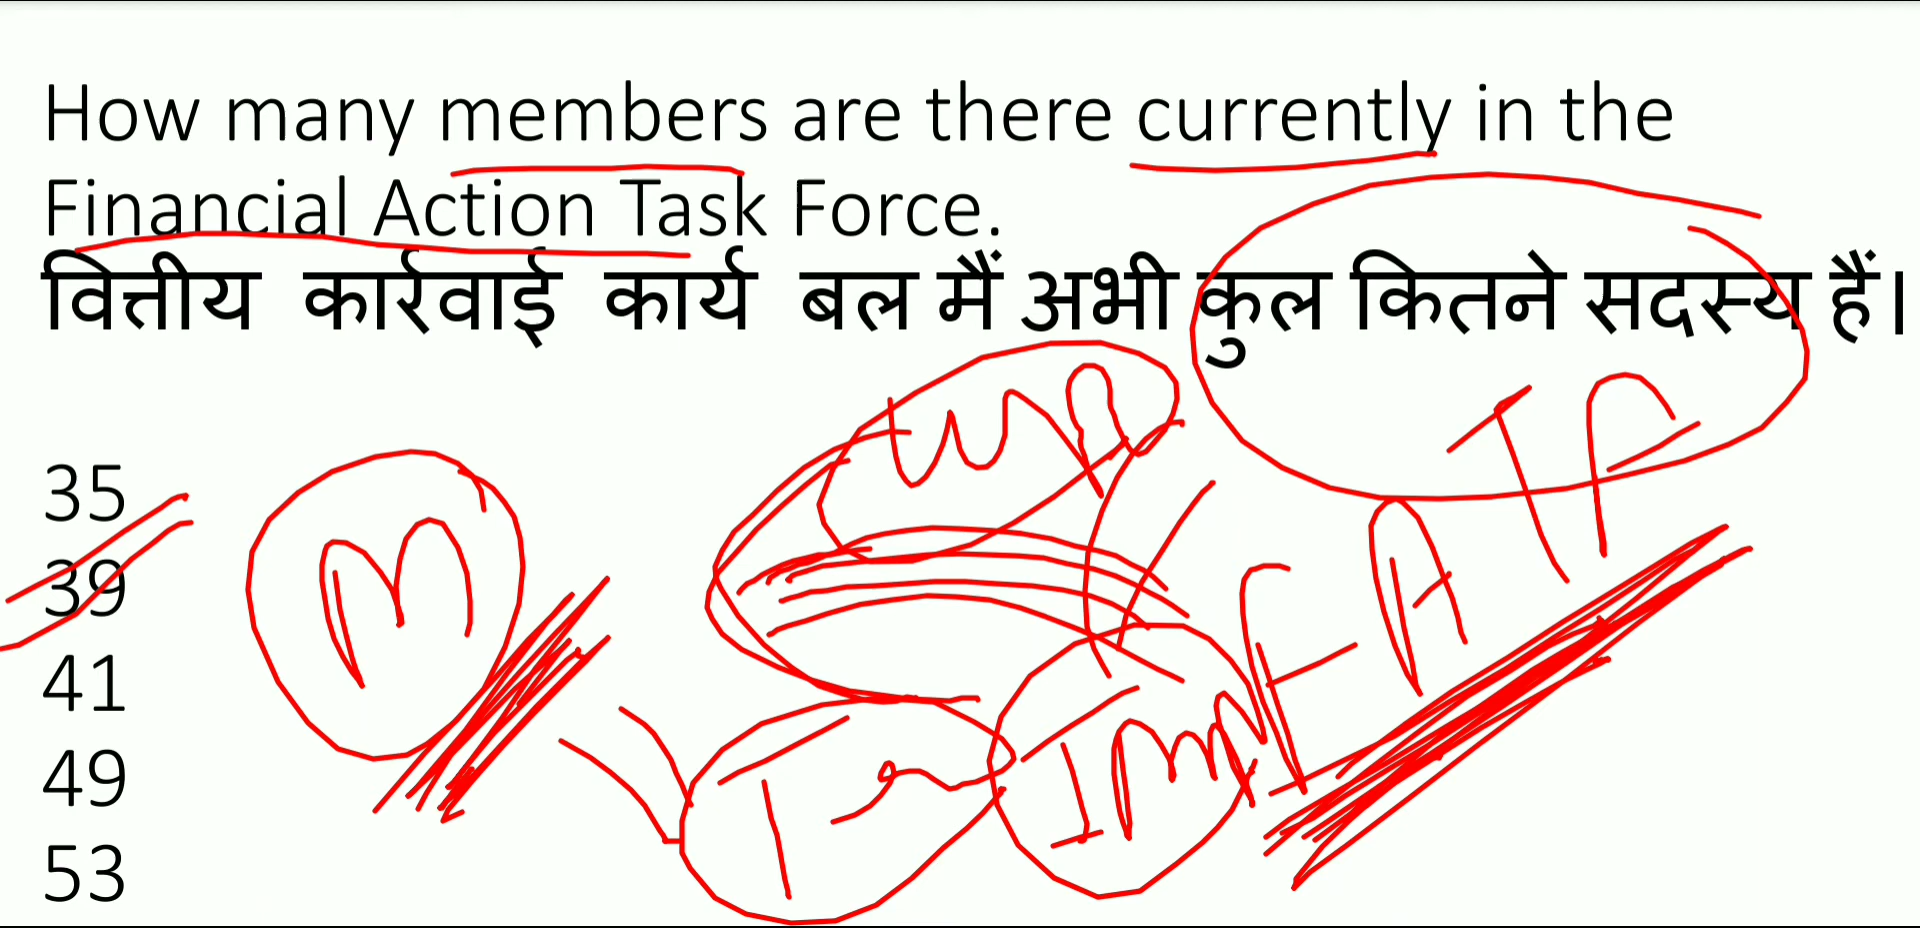 How many members are there currently in the
Financial Action Task Force.
वित्तीय कार्रवाई कार्य बल मैं अभी कुल कितने सदस्य हैं।
35
39
41
49
53
M
FATF